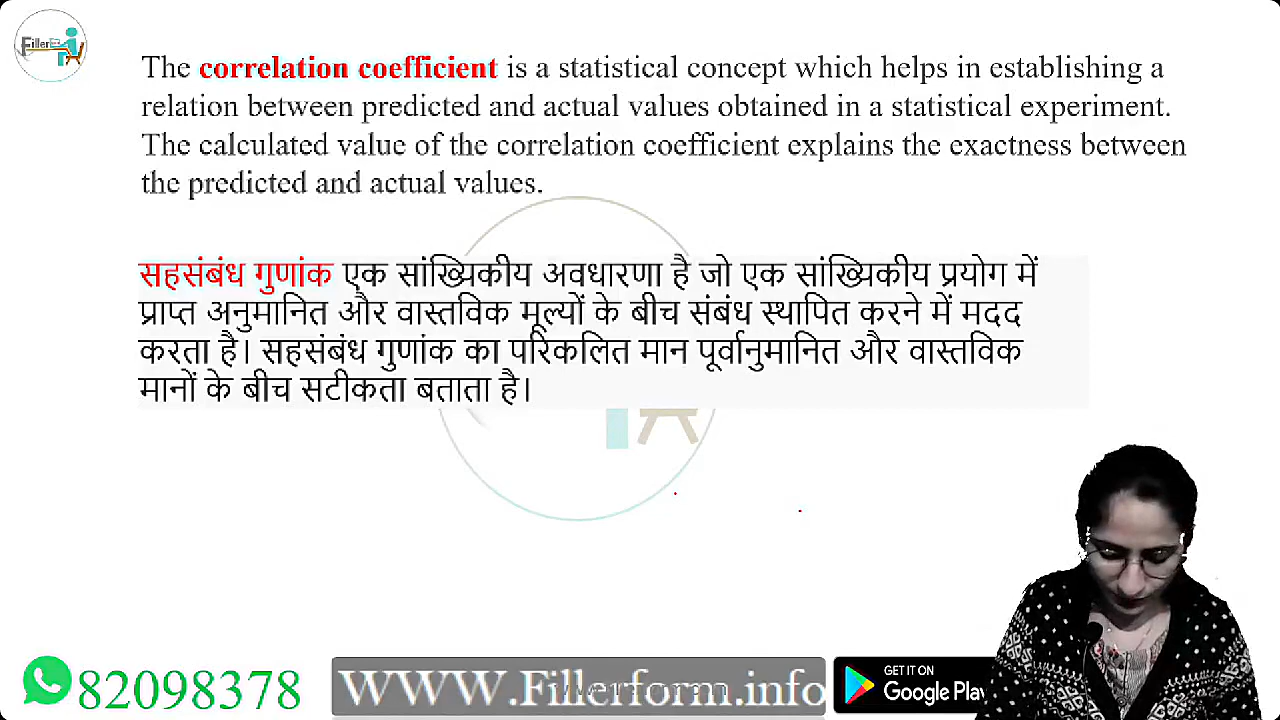 Fillerform
The correlation coefficient is a statistical concept which helps in establishing a
relation between predicted and actual values obtained in a statistical experiment.
The calculated value of the correlation coefficient explains the exactness between
the predicted and actual values.
सहसंबंध गुणांक एक सांख्यिकीय अवधारणा है जो एक सांख्यिकीय प्रयोग में
प्राप्त अनुमानित और वास्तविक मूल्यों के बीच संबंध स्थापित करने में मदद
करता है। सहसंबंध गुणांक का परिकलित मान पूर्वानुमानित और वास्तविक
मानों के बीच सटीकता बताता है।
82098378
WWW.Fillerform.info
GET IT ON
Google Play